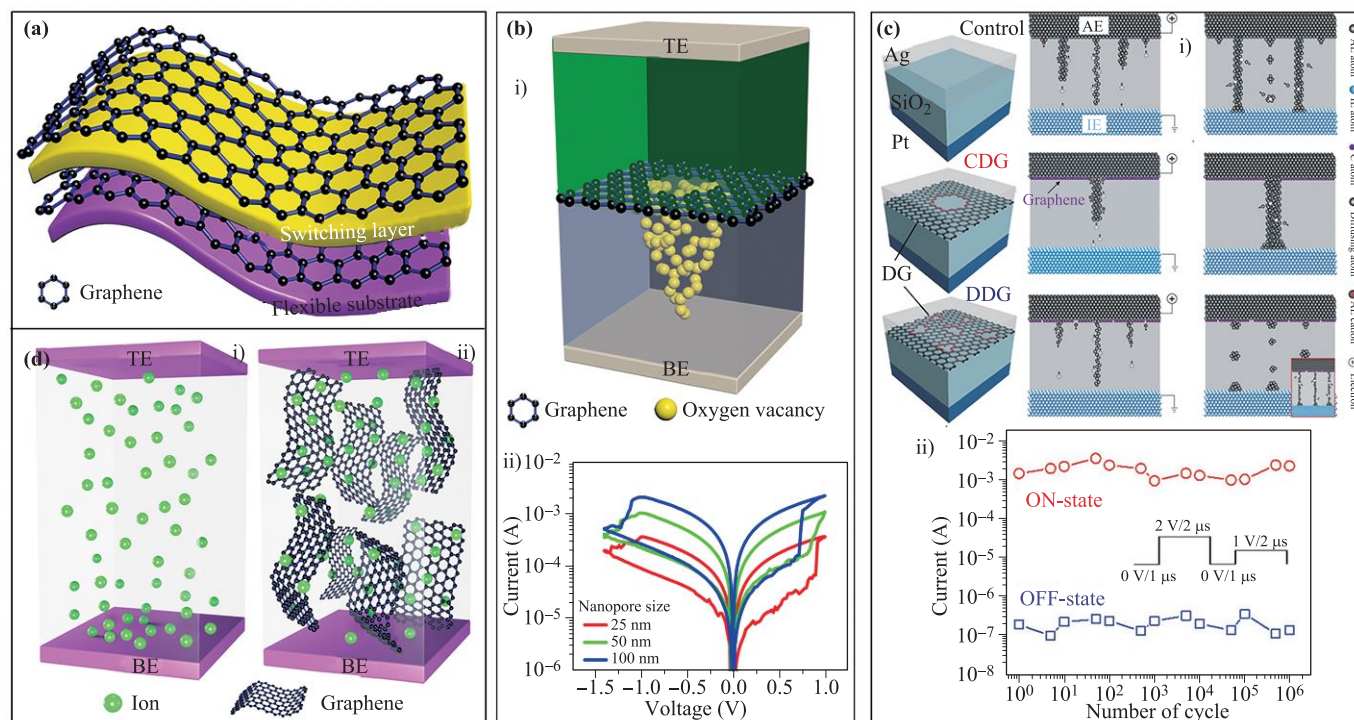 (a)
Switching layer
Graphene
Flexible substrate
(b)
i)
TE
BE
Graphene
Oxygen vacancy
ii)
10⁻²
10⁻³
10⁻⁴
10⁻⁵
10⁻⁶
Current (A)
Nanopore size
25 nm
50 nm
100 nm
−1.5
−1.0
−0.5
0.0
0.5
1.0
Voltage (V)
(c)
Control
Ag
SiO₂
Pt
CDG
DG
DDG
AE
IE
i)
Graphene
Diffusing atom
Electron
ii)
10⁻²
10⁻³
10⁻⁴
10⁻⁵
10⁻⁶
10⁻⁷
10⁻⁸
Current (A)
ON-state
2 V/2 μs
1 V/2 μs
0 V/1 μs
0 V/1 μs
OFF-state
10⁰
10¹
10²
10³
10⁴
10⁵
10⁶
Number of cycle
(d)
TE
i)
ii)
TE
BE
BE
Ion
Graphene